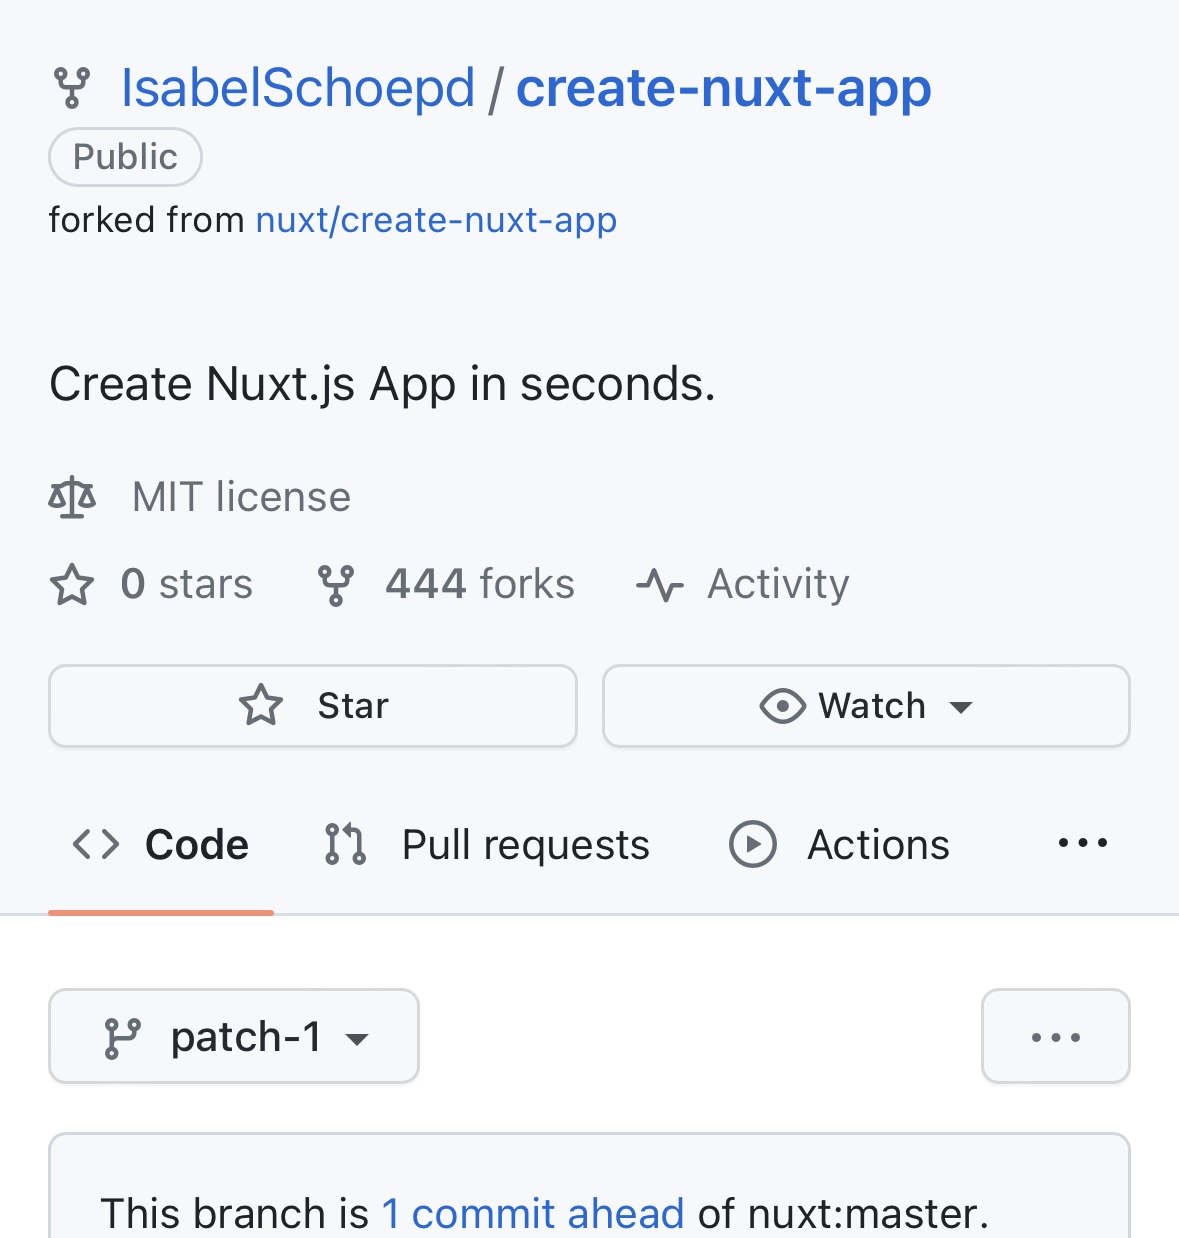 IsabelSchoepd / create-nuxt-app
Public
forked from nuxt/create-nuxt-app
Create Nuxt.js App in seconds.
MIT license
0 stars 444 forks Activity
Star Watch
Code Pull requests Actions ...
patch-1 ...
This branch is 1 commit ahead of nuxt:master.